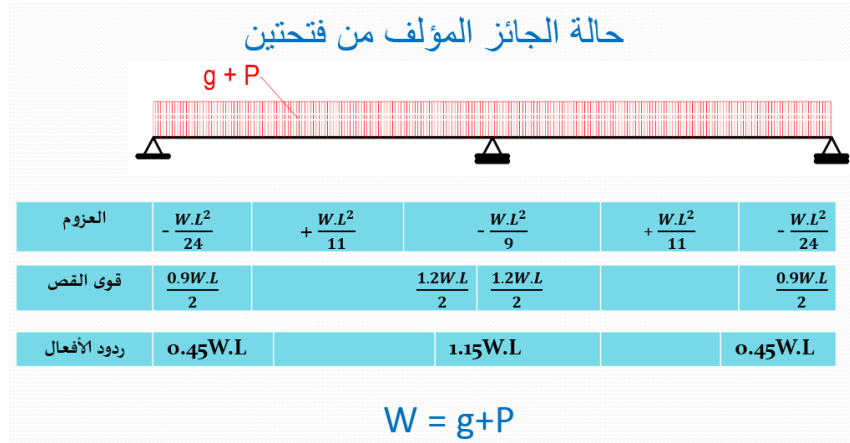 حالة الجائز المؤلف من فتحتين
g + P
العزوم - W.L²/24 + W.L²/11 - W.L²/9 + W.L²/11 - W.L²/24
قوى القص 0.9W.L/2 1.2W.L/2 1.2W.L/2 0.9W.L/2
ردود الأفعال 0.45W.L 1.15W.L 0.45W.L
W = g+P